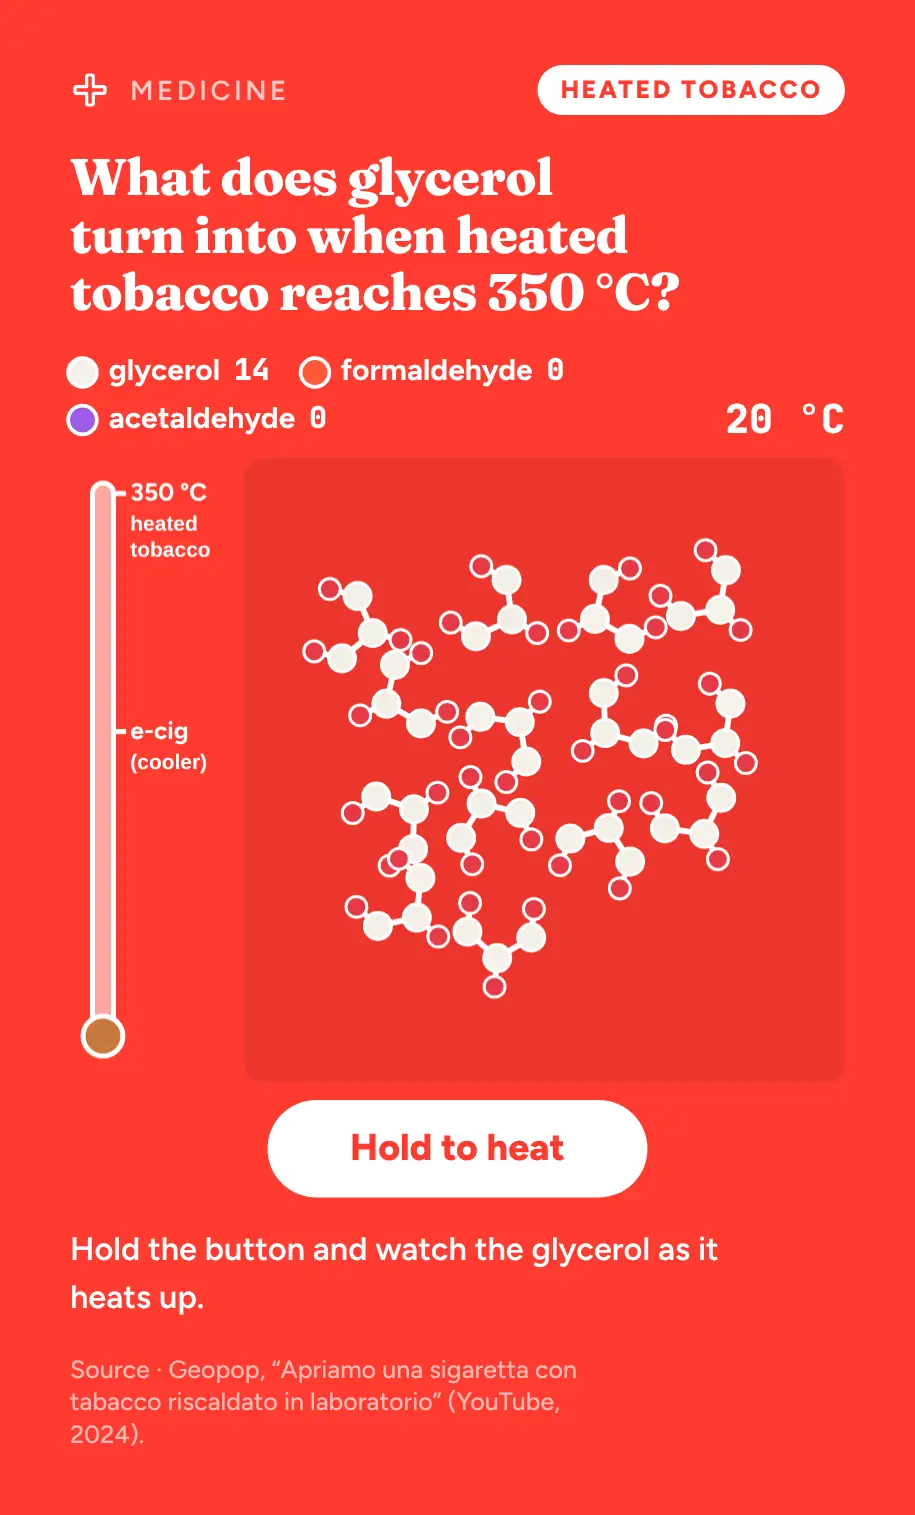 MEDICINE
HEATED TOBACCO
What does glycerol
turn into when heated
tobacco reaches 350 °C?
glycerol 14 formaldehyde 0
acetaldehyde 0
20 °C
350 °C
heated
tobacco
e-cig
(cooler)
Hold to heat
Hold the button and watch the glycerol as it
heats up.
Source · Geopop, “Apriamo una sigaretta con
tabacco riscaldato in laboratorio” (YouTube,
2024).